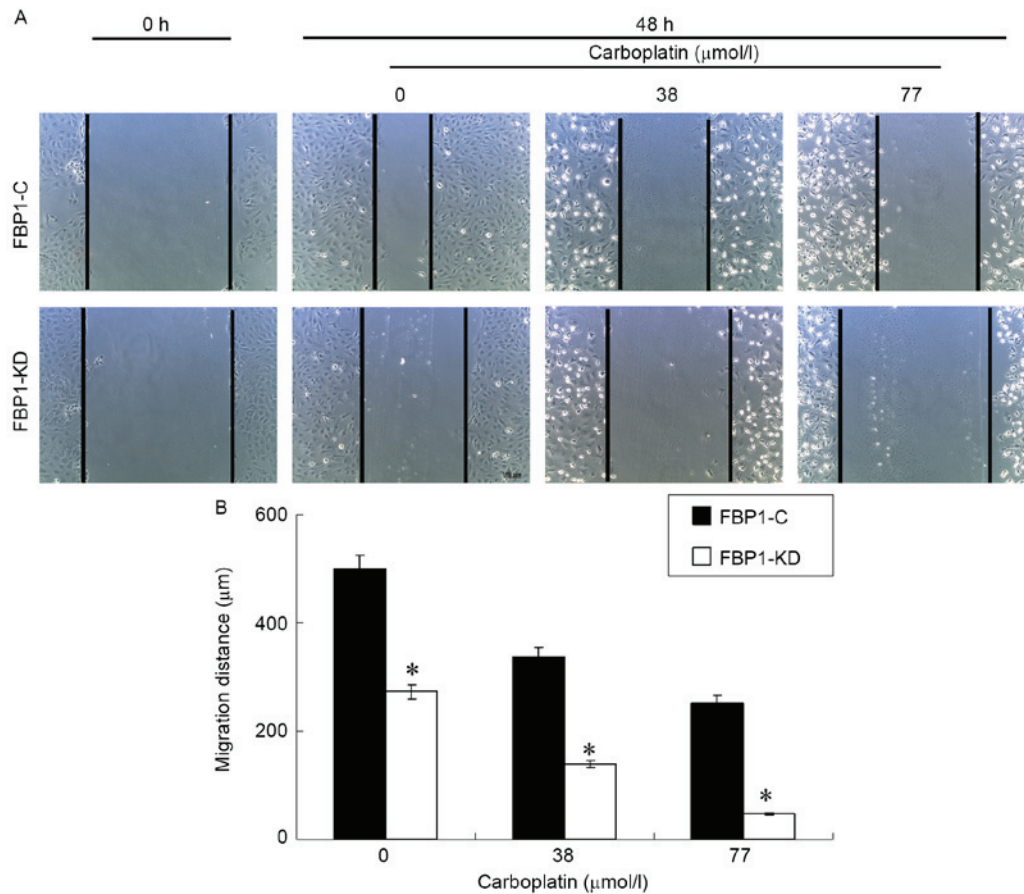 A
0 h
48 h
Carboplatin (μmol/l)
0 38 77
FBP1-C
FBP1-KD
B
FBP1-C
FBP1-KD
Migration distance (μm)
600
400
200
0
*
*
*
0 38 77
Carboplatin (μmol/l)